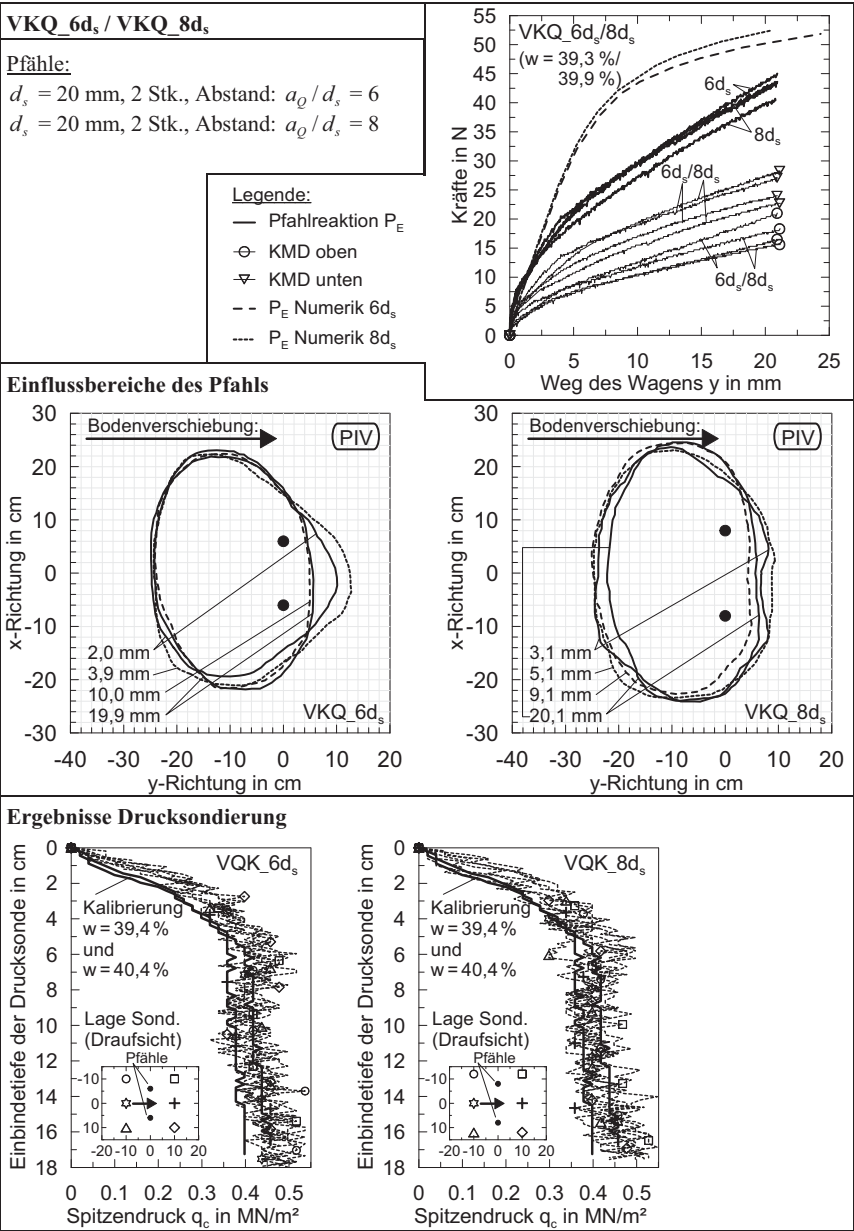 VKQ_6dₛ / VKQ_8dₛ
Pfähle:
dₛ = 20 mm, 2 Stk., Abstand: a_Q / dₛ = 6
dₛ = 20 mm, 2 Stk., Abstand: a_Q / dₛ = 8
Legende:
Pfahlreaktion P_E
KMD oben
KMD unten
P_E Numerik 6dₛ
P_E Numerik 8dₛ
VKQ_6dₛ/8dₛ
(w = 39,3 %/
39,9 %)
6dₛ
8dₛ
6dₛ/8dₛ
6dₛ/8dₛ
Kräfte in N
55
50
45
40
35
30
25
20
15
10
5
0
0 5 10 15 20 25
Weg des Wagens y in mm
Einflussbereiche des Pfahls
Bodenverschiebung:
PIV
x-Richtung in cm
30
20
10
0
-10
-20
-30
2,0 mm
3,9 mm
10,0 mm
19,9 mm
VKQ_6dₛ
-40 -30 -20 -10 0 10 20
y-Richtung in cm
Bodenverschiebung:
PIV
x-Richtung in cm
30
20
10
0
-10
-20
-30
3,1 mm
5,1 mm
9,1 mm
20,1 mm
VKQ_8dₛ
-40 -30 -20 -10 0 10 20
y-Richtung in cm
Ergebnisse Drucksondierung
Einbindetiefe der Drucksonde in cm
0
2
4
6
8
10
12
14
16
18
VQK_6dₛ
Kalibrierung
w = 39,4 %
und
w = 40,4 %
Lage Sond.
(Draufsicht)
Pfähle
-10
0
10
-20 -10 0 10 20
0 0.1 0.2 0.3 0.4 0.5
Spitzendruck q_c in MN/m²
Einbindetiefe der Drucksonde in cm
0
2
4
6
8
10
12
14
16
18
VQK_8dₛ
Kalibrierung
w = 39,4 %
und
w = 40,4 %
Lage Sond.
(Draufsicht)
Pfähle
-10
0
10
-20 -10 0 10 20
0 0.1 0.2 0.3 0.4 0.5
Spitzendruck q_c in MN/m²